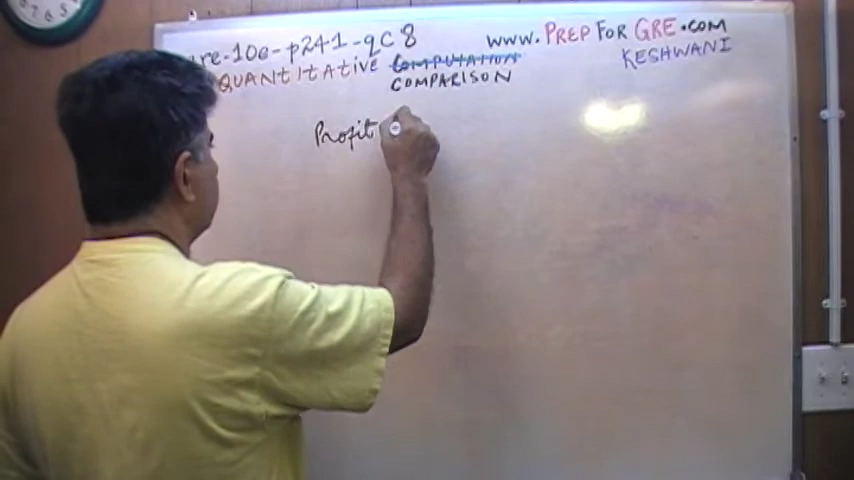 re-10e-p241-qc8 www. PREP FOR GRE.COM
QUANTITATIVE COMPUTATION KESHWANI
COMPARISON
Profit